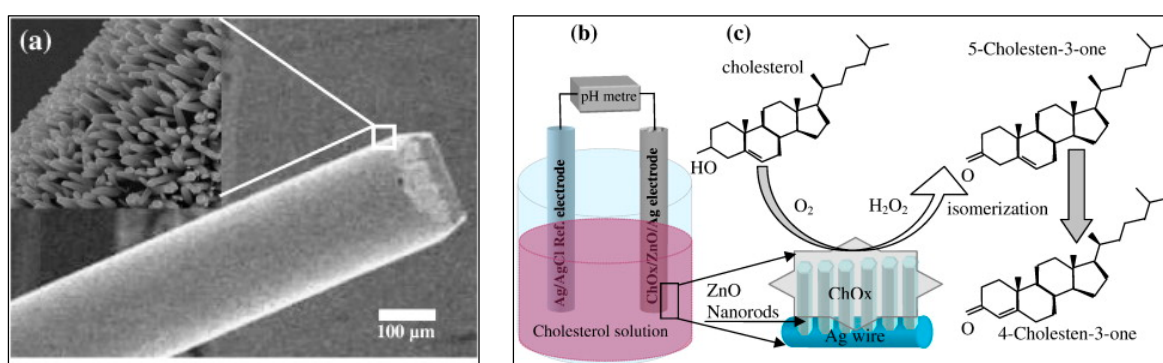 (a)
100 µm
(b)
(c)
pH metre
Ag/AgCl Ref. electrode
ChOx/ZnO/Ag electrode
Cholesterol solution
cholesterol
HO
O₂
H₂O₂
5-Cholesten-3-one
O
isomerization
ZnO
Nanorods
ChOx
Ag wire
O
4-Cholesten-3-one